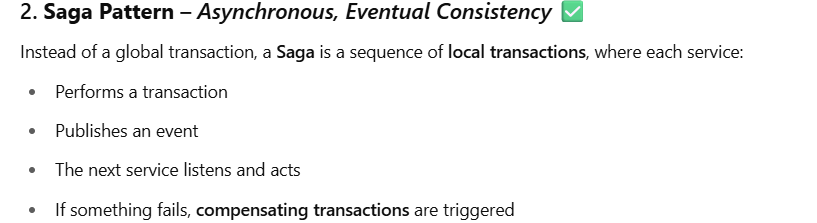 2. Saga Pattern – Asynchronous, Eventual Consistency ✅
Instead of a global transaction, a Saga is a sequence of local transactions, where each service:
• Performs a transaction
• Publishes an event
• The next service listens and acts
• If something fails, compensating transactions are triggered